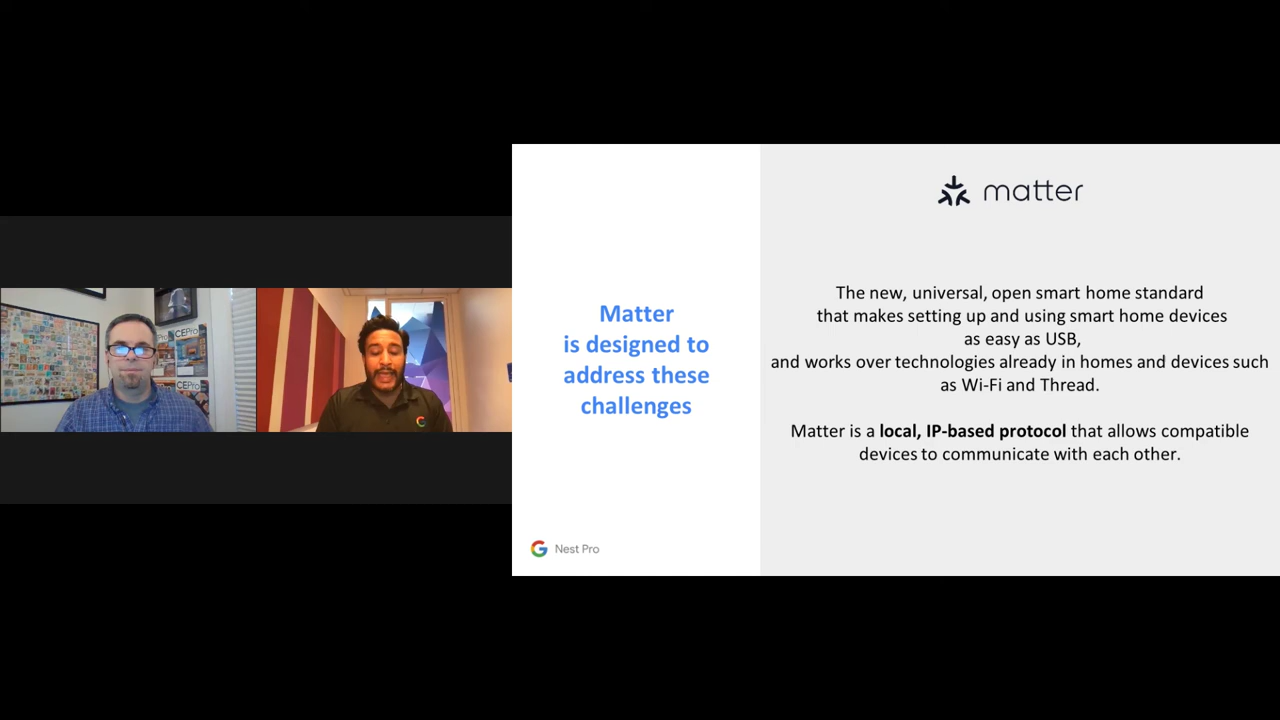 CEPro
CEPro
matter
Matter
is designed to
address these
challenges
The new, universal, open smart home standard
that makes setting up and using smart home devices
as easy as USB,
and works over technologies already in homes and devices such
as Wi-Fi and Thread.
Matter is a local, IP-based protocol that allows compatible
devices to communicate with each other.
G Nest Pro